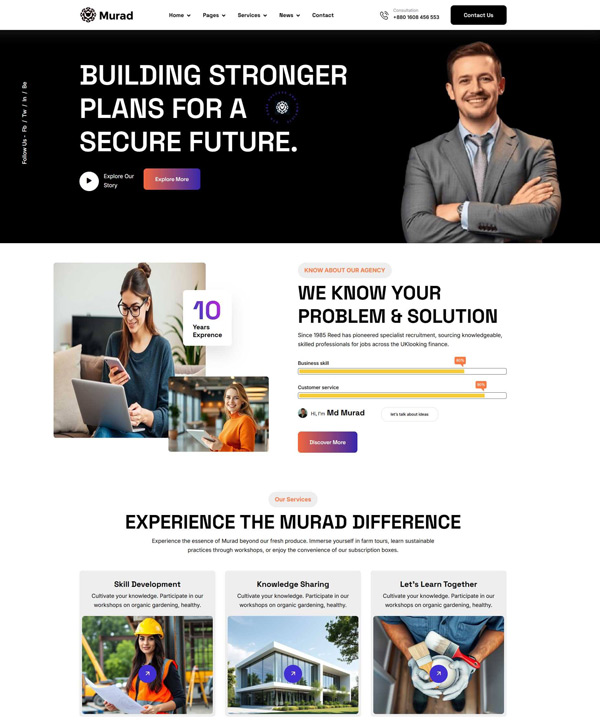 Murad
Home Pages Services News Contact
Consultation
+880 1608 456 553
Contact Us
BUILDING STRONGER
PLANS FOR A
SECURE FUTURE.
Follow Us - Fb / Tw / In / Be
Explore Our
Story
Explore More
10
Years
Exprence
KNOW ABOUT OUR AGENCY
WE KNOW YOUR
PROBLEM & SOLUTION
Since 1985 Reed has pioneered specialist recruitment, sourcing knowledgeable,
skilled professionals for jobs across the UKlooking finance.
Business skill
Customer service
90%
Hi, I'm Md Murad
let's talk about ideas
Discover More
Our Services
EXPERIENCE THE MURAD DIFFERENCE
Experience the essence of Murad beyond our fresh produce. Immerse yourself in farm tours, learn sustainable
practices through workshops, or enjoy the convenience of our subscription boxes.
Skill Development
Cultivate your knowledge. Participate in our
workshops on organic gardening, healthy.
Knowledge Sharing
Cultivate your knowledge. Participate in our
workshops on organic gardening, healthy.
Let's Learn Together
Cultivate your knowledge. Participate in our
workshops on organic gardening, healthy.